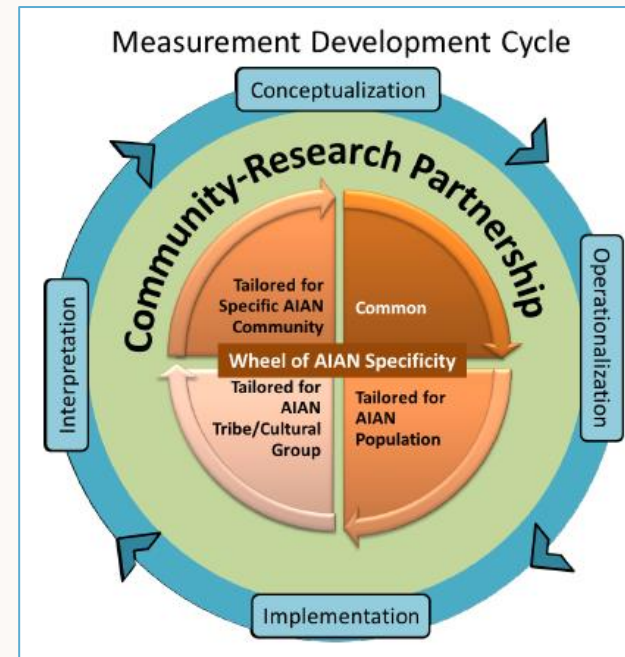 Measurement Development Cycle
Conceptualization
Community-Research Partnership
Tailored for
Specific AIAN
Community
Common
Wheel of AIAN Specificity
Tailored for
AIAN
Tribe/Cultural
Group
Tailored for
AIAN
Population
Interpretation
Operationalization
Implementation